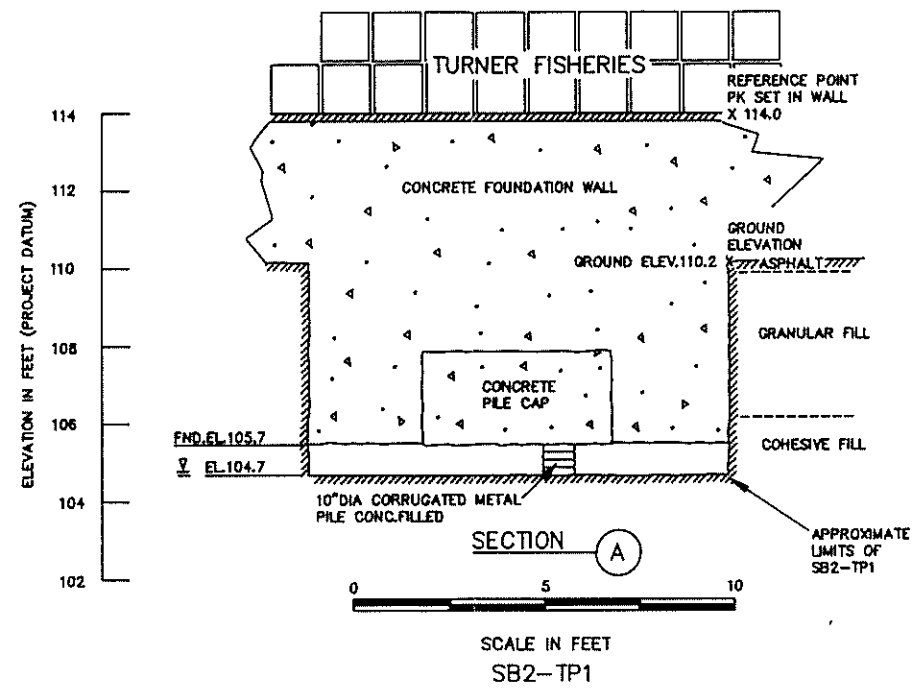 TURNER FISHERIES
REFERENCE POINT
PK SET IN WALL
X 114.0
114
112
110
108
106
104
102
ELEVATION IN FEET (PROJECT DATUM)
CONCRETE FOUNDATION WALL
GROUND
ELEVATION
GROUND ELEV.110.2 X
ASPHALT
GRANULAR FILL
CONCRETE
PILE CAP
FND.EL.105.7
COHESIVE FILL
EL.104.7
10"DIA CORRUGATED METAL
PILE CONC.FILLED
APPROXIMATE
LIMITS OF
SB2-TP1
SECTION A
0 5 10
SCALE IN FEET
SB2-TP1